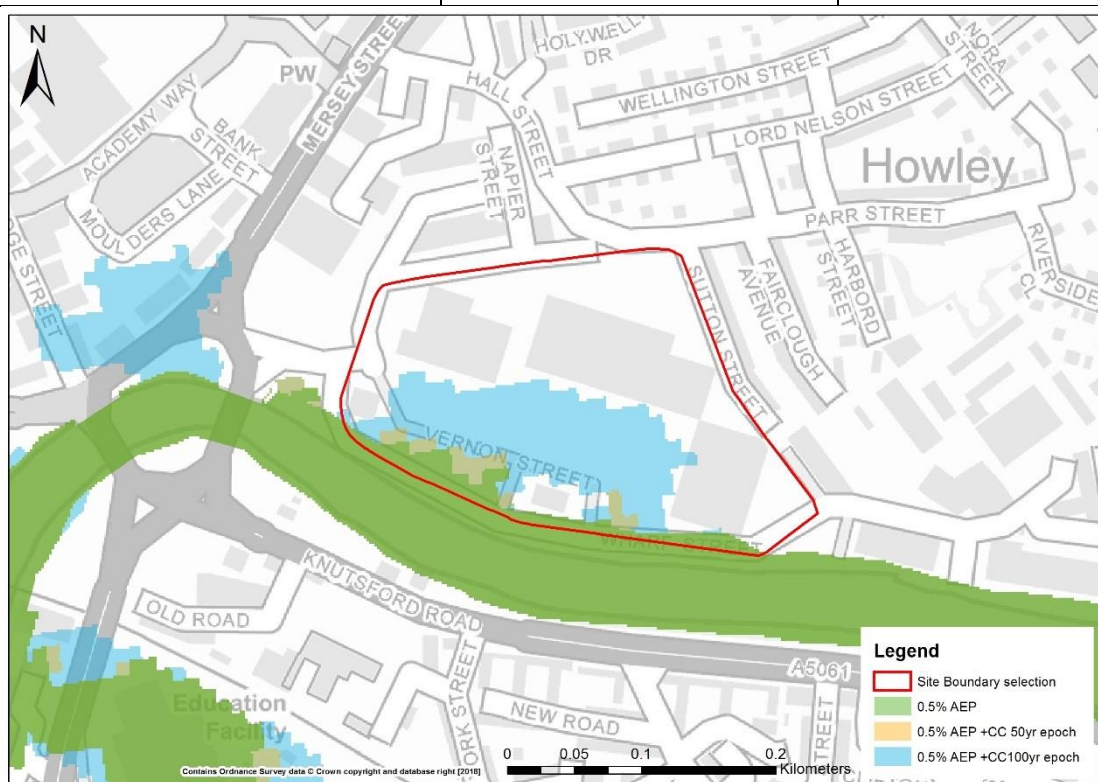 N
HOLYWELL
DR
NORA
STREET
PW
MERSEY STREET
HALL STREET
WELLINGTON STREET
ACADEMY WAY
BANK
STREET
LORD NELSON STREET
NAPIER
STREET
Howley
MOULDERS LANE
PARR STREET
HARBORD
STREET
RIVERSIDE
CL
FAIRCLOUGH
AVENUE
SUTTON STREET
STREET
VERNON STREET
WHARF STREET
KNUTSFORD ROAD
OLD ROAD
A5061
Education
Facility
YORK STREET
NEW ROAD
STREET
Legend
Site Boundary selection
0.5% AEP
0.5% AEP +CC 50yr epoch
0.5% AEP +CC100yr epoch
0 0.05 0.1 0.2
Kilometers
Contains Ordnance Survey data © Crown copyright and database right [2018]